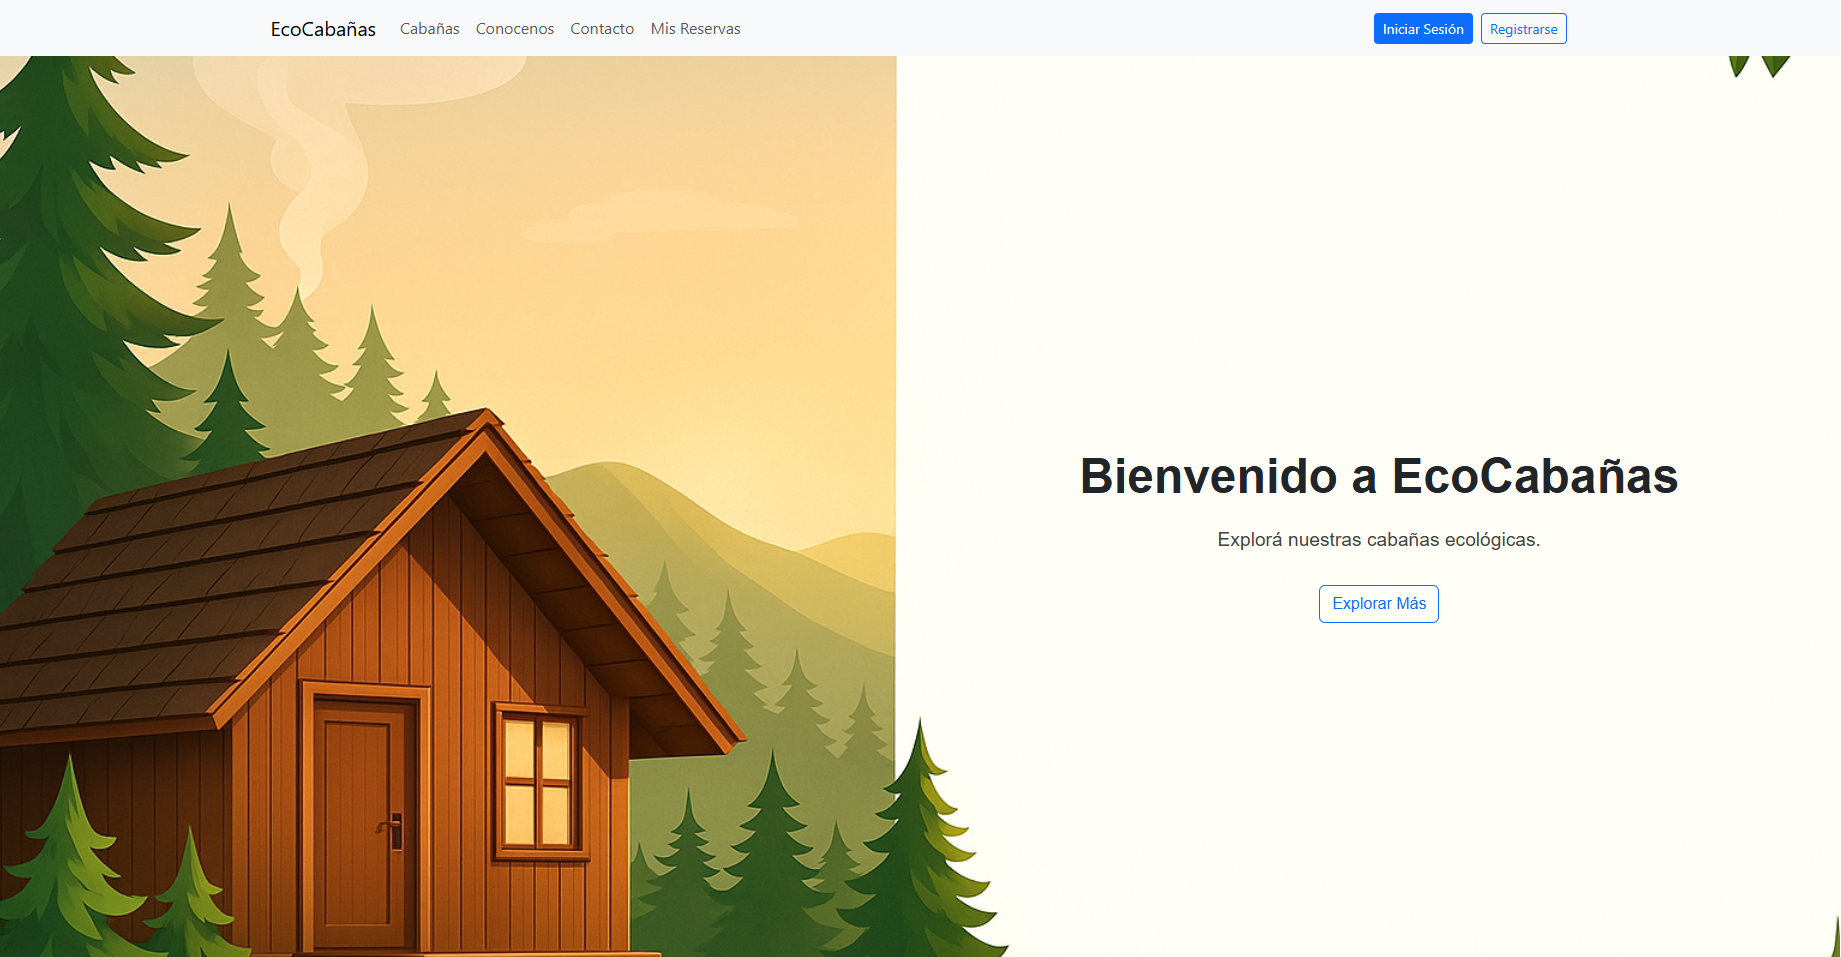 EcoCabañas Cabañas Conocenos Contacto Mis Reservas Iniciar Sesión Registrarse
Bienvenido a EcoCabañas
Explorá nuestras cabañas ecológicas.
Explorar Más